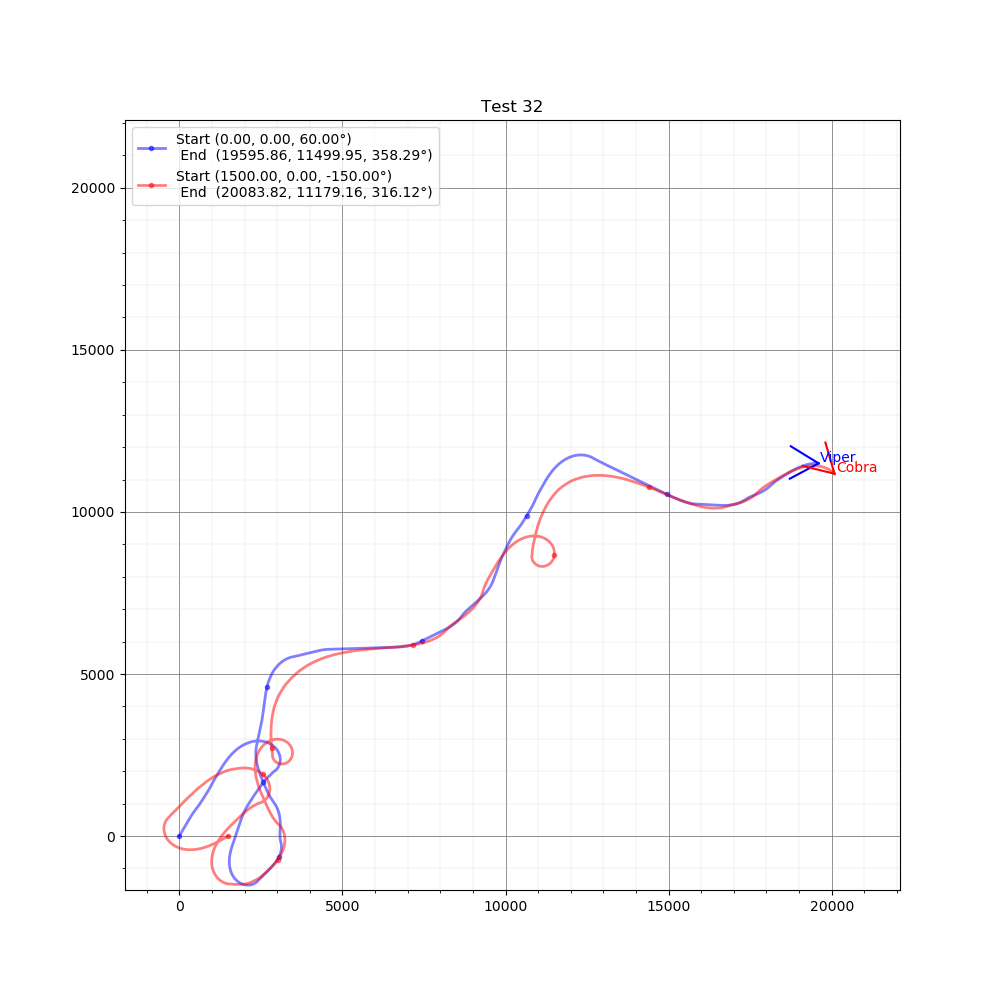 Test 32
Start (0.00, 0.00, 60.00°)
End (19595.86, 11499.95, 358.29°)
Start (1500.00, 0.00, -150.00°)
End (20083.82, 11179.16, 316.12°)
20000
15000
10000
5000
0
Viper
Cobra
0
5000
10000
15000
20000